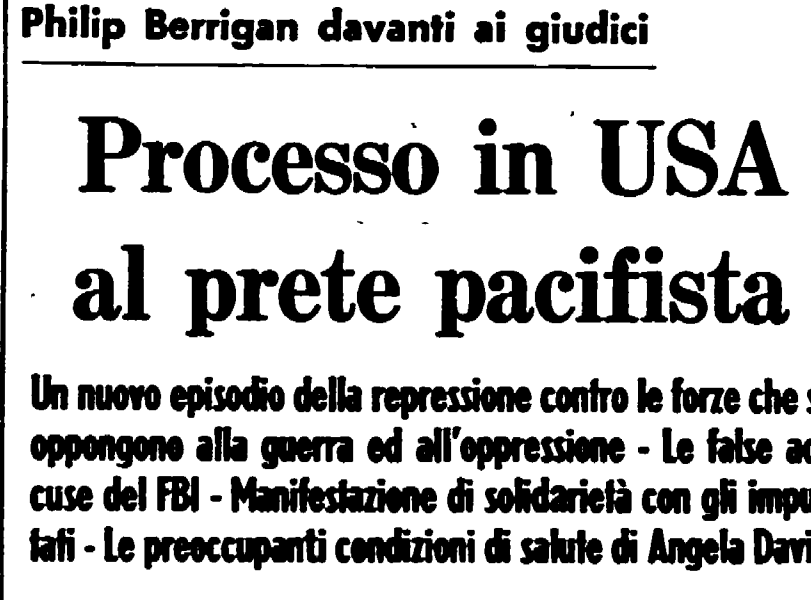 Philip Berrigan davanti ai giudici
Processo in USA
al prete pacifista
Un nuovo episodio della repressione contro le forze che s
oppongono alla guerra ed all'oppressione - Le false ac
cuse del FBI - Manifestazione di solidarietà con gli impu
tati - Le preoccupanti condizioni di salute di Angela Davi